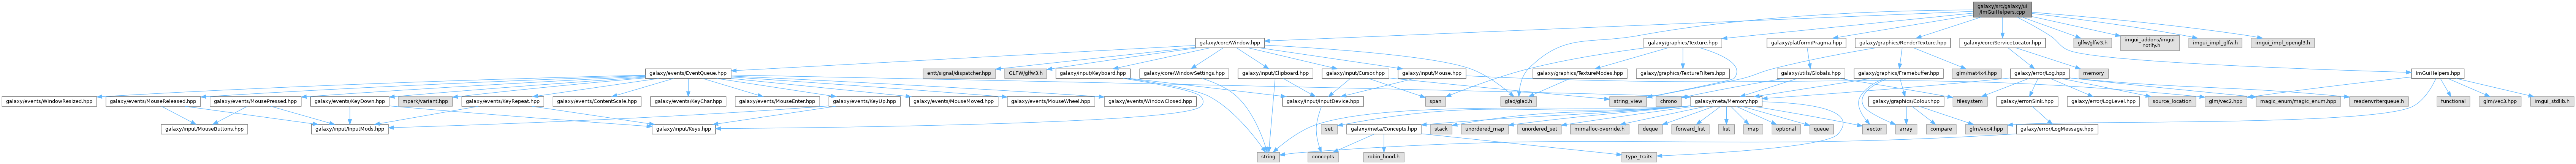 galaxy/src/galaxy/ui
/ImGuiHelpers.cpp
galaxy/core/Window.hpp
galaxy/graphics/Texture.hpp
galaxy/platform/Pragma.hpp
galaxy/graphics/RenderTexture.hpp
galaxy/core/ServiceLocator.hpp
glfw/glfw3.h
imgui_addons/imgui
_notify.h
imgui_impl_glfw.h
imgui_impl_opengl3.h
galaxy/events/EventQueue.hpp
entt/signal/dispatcher.hpp
GLFW/glfw3.h
galaxy/input/Keyboard.hpp
galaxy/core/WindowSettings.hpp
galaxy/input/Clipboard.hpp
galaxy/input/Cursor.hpp
galaxy/input/Mouse.hpp
galaxy/graphics/TextureModes.hpp
galaxy/graphics/TextureFilters.hpp
galaxy/utils/Globals.hpp
galaxy/graphics/Framebuffer.hpp
glm/mat4x4.hpp
galaxy/error/Log.hpp
memory
ImGuiHelpers.hpp
galaxy/events/WindowResized.hpp
galaxy/events/MouseReleased.hpp
galaxy/events/MousePressed.hpp
galaxy/events/KeyDown.hpp
mpark/variant.hpp
galaxy/events/KeyRepeat.hpp
galaxy/events/ContentScale.hpp
galaxy/events/KeyChar.hpp
galaxy/events/MouseEnter.hpp
galaxy/events/KeyUp.hpp
galaxy/events/MouseMoved.hpp
galaxy/events/MouseWheel.hpp
galaxy/events/WindowClosed.hpp
galaxy/input/InputDevice.hpp
span
glad/glad.h
string_view
chrono
galaxy/meta/Memory.hpp
filesystem
galaxy/graphics/Colour.hpp
galaxy/error/Sink.hpp
galaxy/error/LogLevel.hpp
source_location
glm/vec2.hpp
magic_enum/magic_enum.hpp
readerwriterqueue.h
functional
glm/vec3.hpp
imgui_stdlib.h
galaxy/input/MouseButtons.hpp
galaxy/input/InputMods.hpp
galaxy/input/Keys.hpp
set
galaxy/meta/Concepts.hpp
stack
unordered_map
unordered_set
mimalloc-override.h
deque
forward_list
list
map
optional
queue
vector
array
compare
glm/vec4.hpp
galaxy/error/LogMessage.hpp
string
concepts
robin_hood.h
type_traits